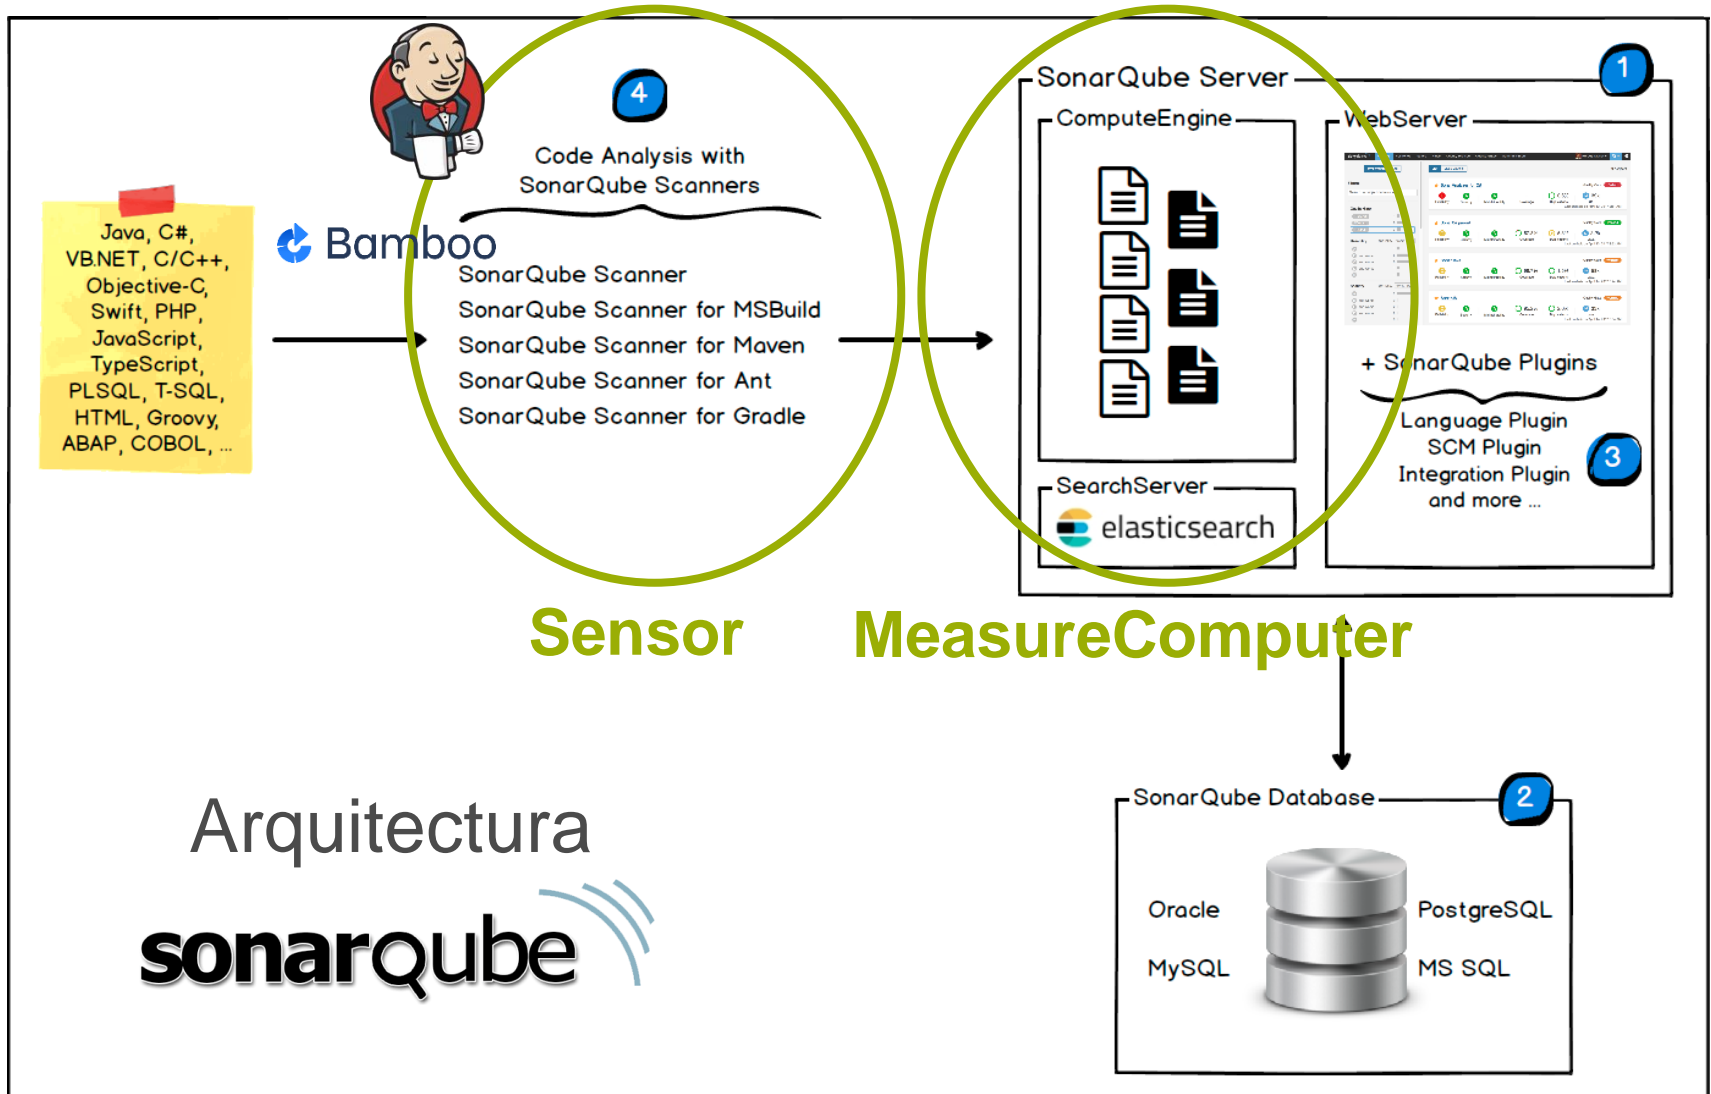 Java, C#,
VB.NET, C/C++,
Objective-C,
Swift, PHP,
JavaScript,
TypeScript,
PLSQL, T-SQL,
HTML, Groovy,
ABAP, COBOL, ...
Bamboo
4
Code Analysis with
SonarQube Scanners
SonarQube Scanner
SonarQube Scanner for MSBuild
SonarQube Scanner for Maven
SonarQube Scanner for Ant
SonarQube Scanner for Gradle
Sensor
SonarQube Server
1
ComputeEngine
SearchServer
elasticsearch
WebServer
+ SonarQube Plugins
Language Plugin
SCM Plugin
Integration Plugin
and more ...
3
MeasureComputer
SonarQube Database
2
Oracle
PostgreSQL
MySQL
MS SQL
Arquitectura
sonarqube